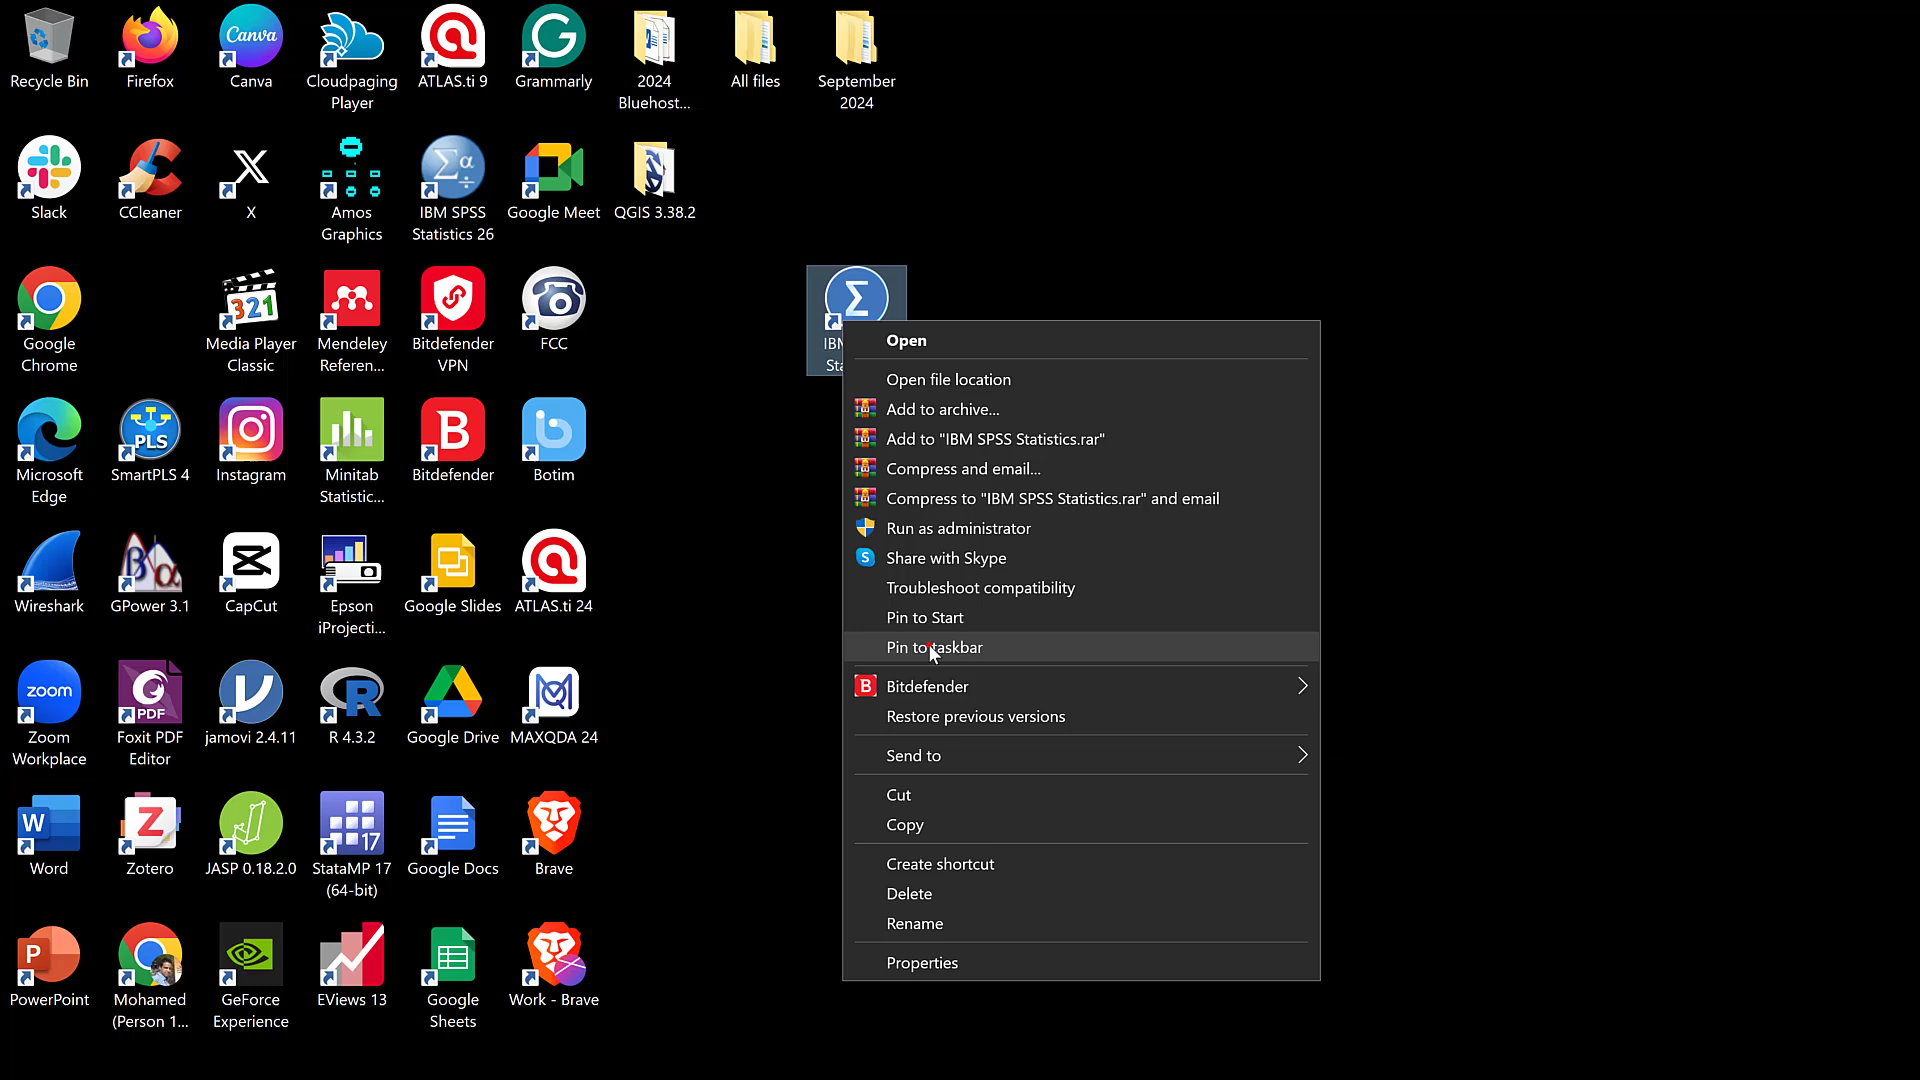 Recycle Bin
Firefox
Canva
Canva
Cloudpaging
Player
ATLAS.ti 9
Grammarly
2024
Bluehost...
All files
September
2024
Slack
CCleaner
X
Amos
Graphics
IBM SPSS
Statistics 26
Google Meet
QGIS 3.38.2
Google
Chrome
321
Media Player
Classic
Mendeley
Referen...
Bitdefender
VPN
FCC
Microsoft
Edge
PLS
SmartPLS 4
Instagram
Minitab
Statistic...
B
Bitdefender
b
Botim
Wireshark
GPower 3.1
CapCut
Epson
iProjecti...
Google Slides
ATLAS.ti 24
zoom
Zoom
Workplace
PDF
Foxit PDF
Editor
jamovi 2.4.11
R 4.3.2
Google Drive
MAXQDA 24
W
Word
Z
Zotero
JASP 0.18.2.0
17
StataMP 17
(64-bit)
Google Docs
Brave
P
PowerPoint
Mohamed
(Person 1...
GeForce
Experience
EViews 13
Google
Sheets
Work - Brave
Σ
Open
Open file location
Add to archive...
Add to "IBM SPSS Statistics.rar"
Compress and email...
Compress to "IBM SPSS Statistics.rar" and email
Run as administrator
Share with Skype
Troubleshoot compatibility
Pin to Start
Pin to taskbar
Bitdefender
Restore previous versions
Send to
Cut
Copy
Create shortcut
Delete
Rename
Properties